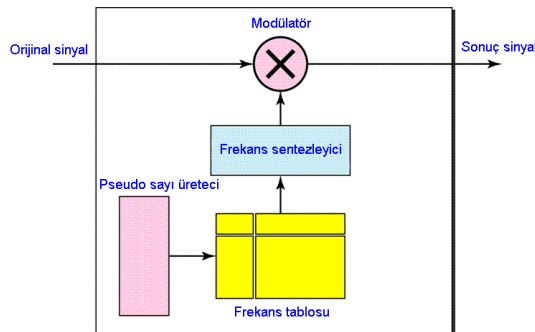 Modülatör
Orijinal sinyal
Sonuç sinyal
Frekans sentezleyici
Pseudo sayı üreteci
Frekans tablosu